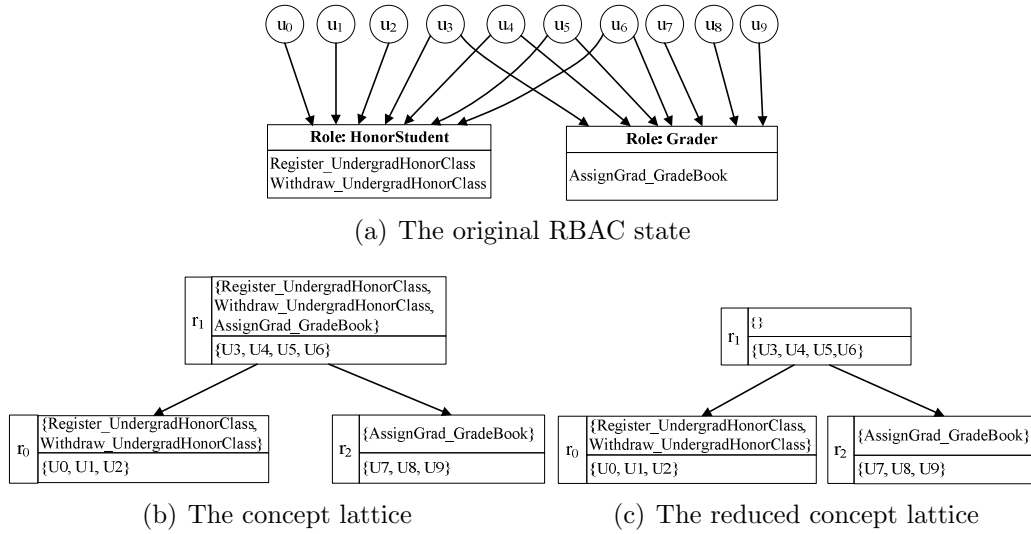 u0 u1 u2 u3 u4 u5 u6 u7 u8 u9
Role: HonorStudent
Register_UndergradHonorClass
Withdraw_UndergradHonorClass
Role: Grader
AssignGrad_GradeBook
(a) The original RBAC state
r1
{Register_UndergradHonorClass,
Withdraw_UndergradHonorClass,
AssignGrad_GradeBook}
{U3, U4, U5, U6}
r0
{Register_UndergradHonorClass,
Withdraw_UndergradHonorClass}
{U0, U1, U2}
r2
{AssignGrad_GradeBook}
{U7, U8, U9}
(b) The concept lattice
r1
{}
{U3, U4, U5,U6}
r0
{Register_UndergradHonorClass,
Withdraw_UndergradHonorClass}
{U0, U1, U2}
r2
{AssignGrad_GradeBook}
{U7, U8, U9}
(c) The reduced concept lattice